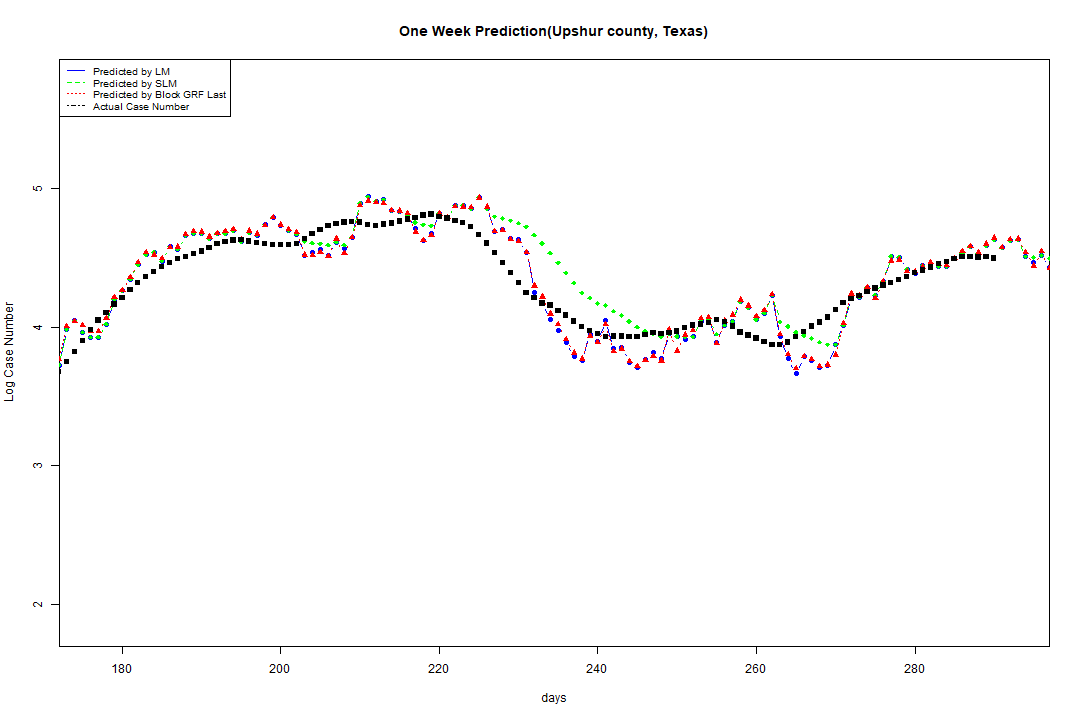 One Week Prediction(Upshur county, Texas)
Predicted by LM
Predicted by SLM
Predicted by Block GRF Last
Actual Case Number
5
4
3
2
Log Case Number
180 200 220 240 260 280
days